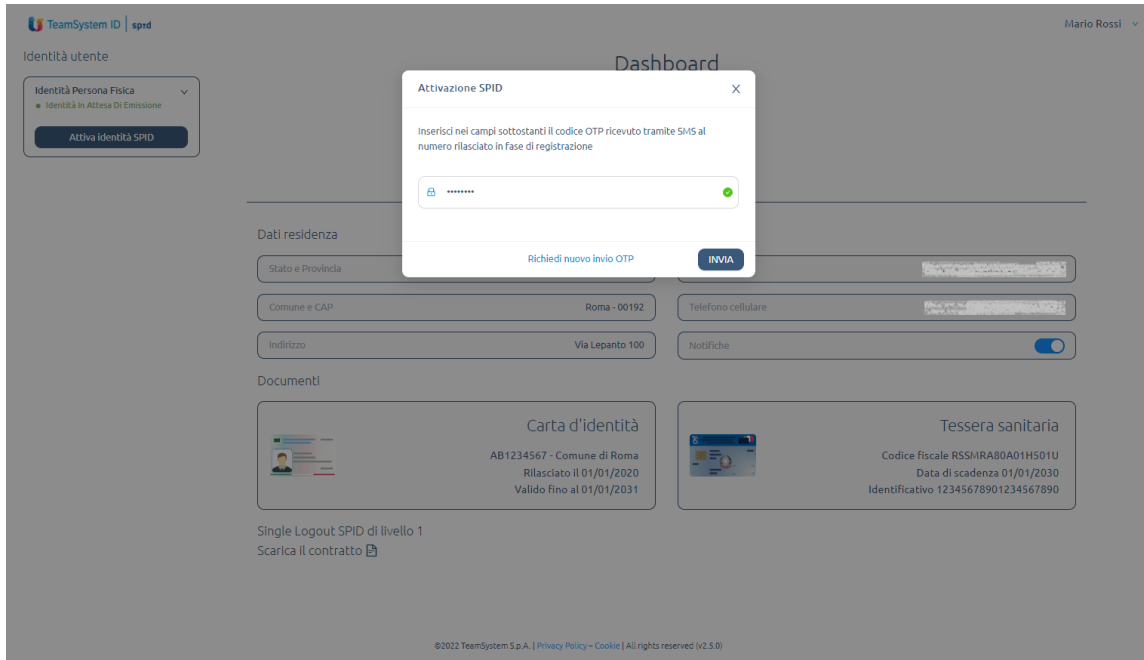 TeamSystem ID | spid
Mario Rossi
Identità utente
Identità Persona Fisica
Identità In Attesa Di Emissione
Attiva identità SPID
Dashboard
Attivazione SPID
X
Inserisci nei campi sottostanti il codice OTP ricevuto tramite SMS al
numero rilasciato in fase di registrazione
••••••••
Richiedi nuovo invio OTP
INVIA
Dati residenza
Stato e Provincia
Comune e CAP
Roma - 00192
Telefono cellulare
Indirizzo
Via Lepanto 100
Notifiche
Documenti
Carta d'identità
AB1234567 - Comune di Roma
Rilasciato il 01/01/2020
Valido fino al 01/01/2031
Tessera sanitaria
Codice fiscale RSSMRA80A01H501U
Data di scadenza 01/01/2030
Identificativo 12345678901234567890
Single Logout SPID di livello 1
Scarica il contratto
©2022 TeamSystem S.p.A. | Privacy Policy – Cookie | All rights reserved (v2.5.0)